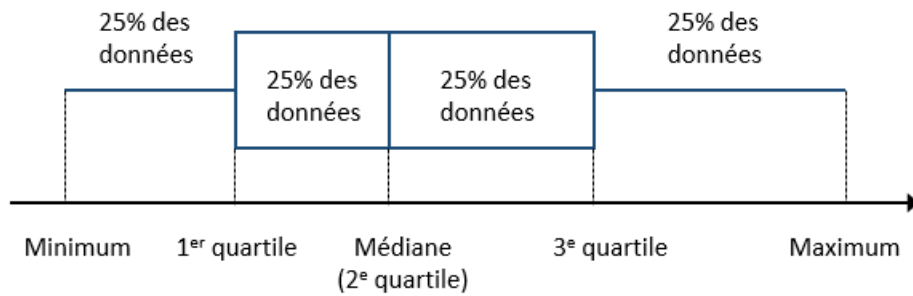 25% des
données
25% des
données
25% des
données
25% des
données
Minimum
1er quartile
Médiane
(2e quartile)
3e quartile
Maximum